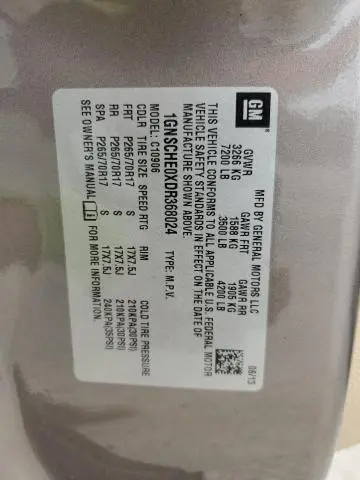 GM
MFD BY GENERAL MOTORS LLC
08/13
GVWR GAWR FRT GAWR RR
3266 KG 1588 KG 1905 KG
7200 LB 3500 LB 4200 LB
THIS VEHICLE CONFORMS TO ALL APPLICABLE U.S. FEDERAL MOTOR
VEHICLE SAFETY STANDARDS IN EFFECT ON THE DATE OF
MANUFACTURE SHOWN ABOVE.
1GNSCHE0XDR368024 TYPE: M.P.V.
MODEL: C10906
CDLR TIRE SIZE SPEED RTG RIM COLD TIRE PRESSURE
FRT P265/70R17 S 17X7.5J 210KPA(30PSI)
RR P265/70R17 S 17X7.5J 210KPA(30PSI)
SPA P265/70R17 S 17X7.5J 240KPA(35PSI)
SEE OWNER'S MANUAL FOR MORE INFORMATION